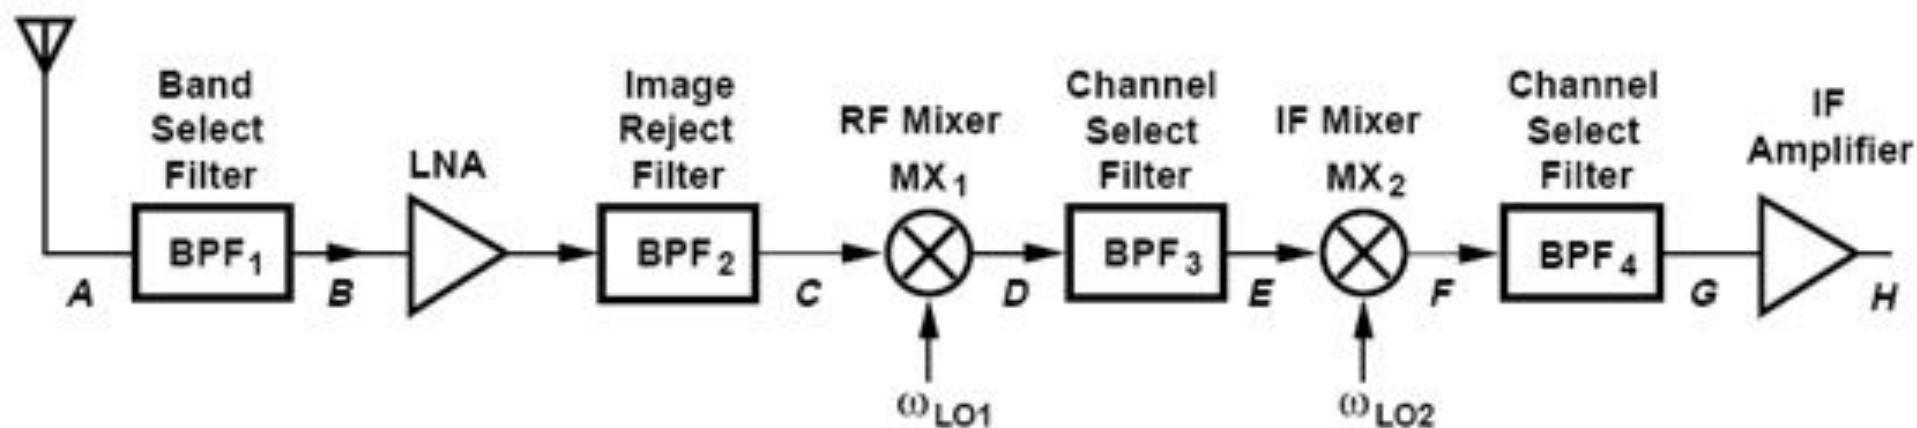 Band
Select
Filter
LNA
Image
Reject
Filter
RF Mixer
MX1
Channel
Select
Filter
IF Mixer
MX2
Channel
Select
Filter
IF
Amplifier
BPF1
BPF2
BPF3
BPF4
A
B
C
D
E
F
G
H
ωLO1
ωLO2